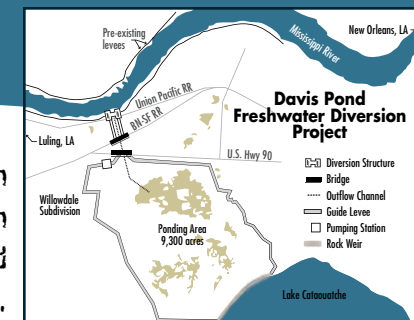 Pre-existing
levees
Mississippi River
New Orleans, LA
Union Pacific RR
BN-SF RR
Davis Pond
Freshwater Diversion
Project
Luling, LA
U.S. Hwy 90
Diversion Structure
Bridge
Outflow Channel
Guide Levee
Pumping Station
Rock Weir
Willowdale
Subdivision
Ponding Area
9,300 acres
Lake Cataouatche